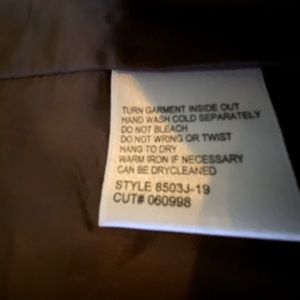 TURN GARMENT INSIDE OUT
HAND WASH COLD SEPARATELY
DO NOT BLEACH
DO NOT WRING OR TWIST
HANG TO DRY
WARM IRON IF NECESSARY
CAN BE DRYCLEANED
STYLE 8503J-19
CUT# 060998